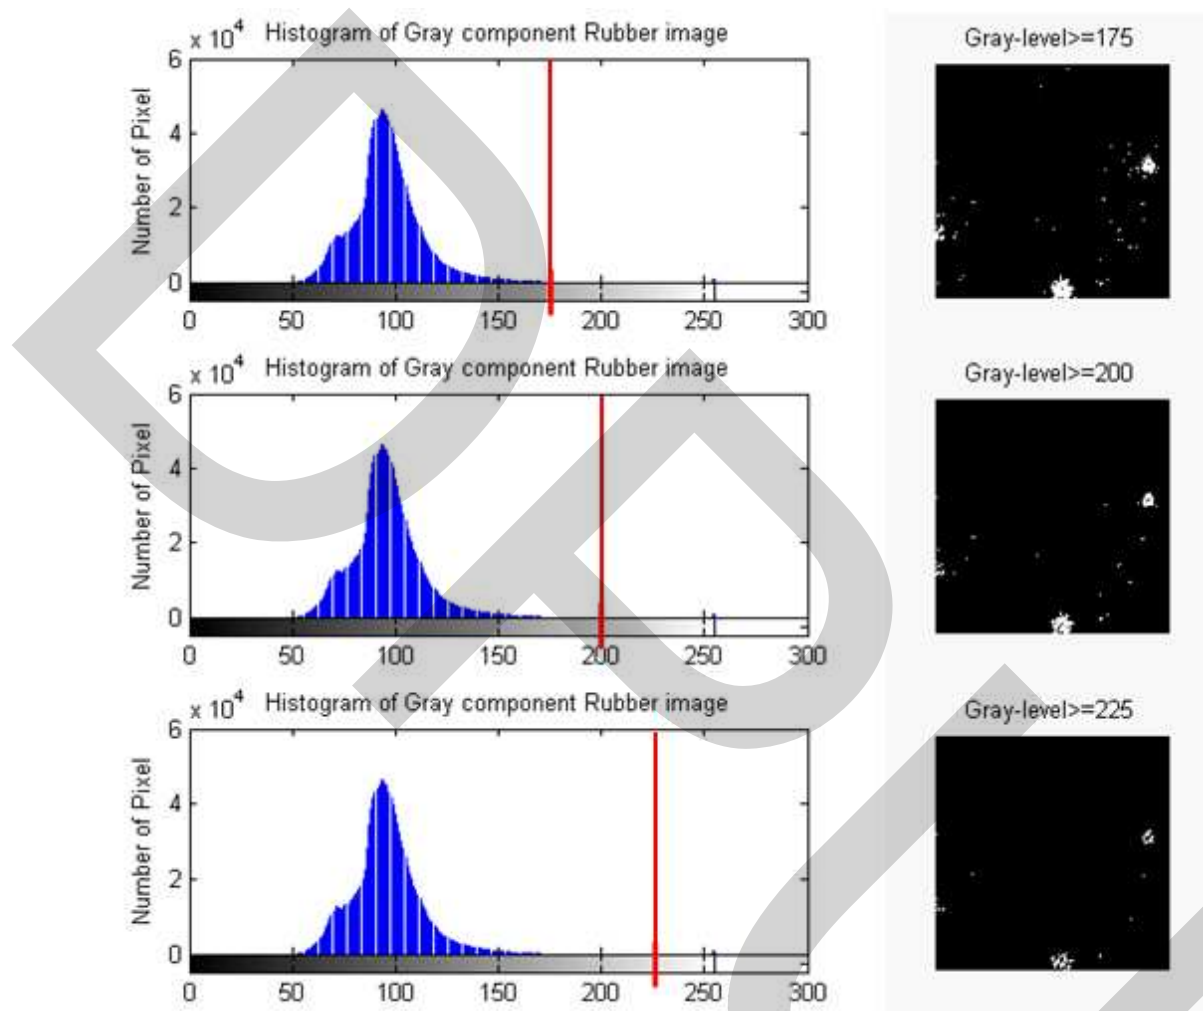 x 10^4 Histogram of Gray component Rubber image
Gray-level>=175
Number of Pixel
6
4
2
0
0 50 100 150 200 250 300
x 10^4 Histogram of Gray component Rubber image
Gray-level>=200
Number of Pixel
6
4
2
0
0 50 100 150 200 250 300
x 10^4 Histogram of Gray component Rubber image
Gray-level>=225
Number of Pixel
6
4
2
0
0 50 100 150 200 250 300